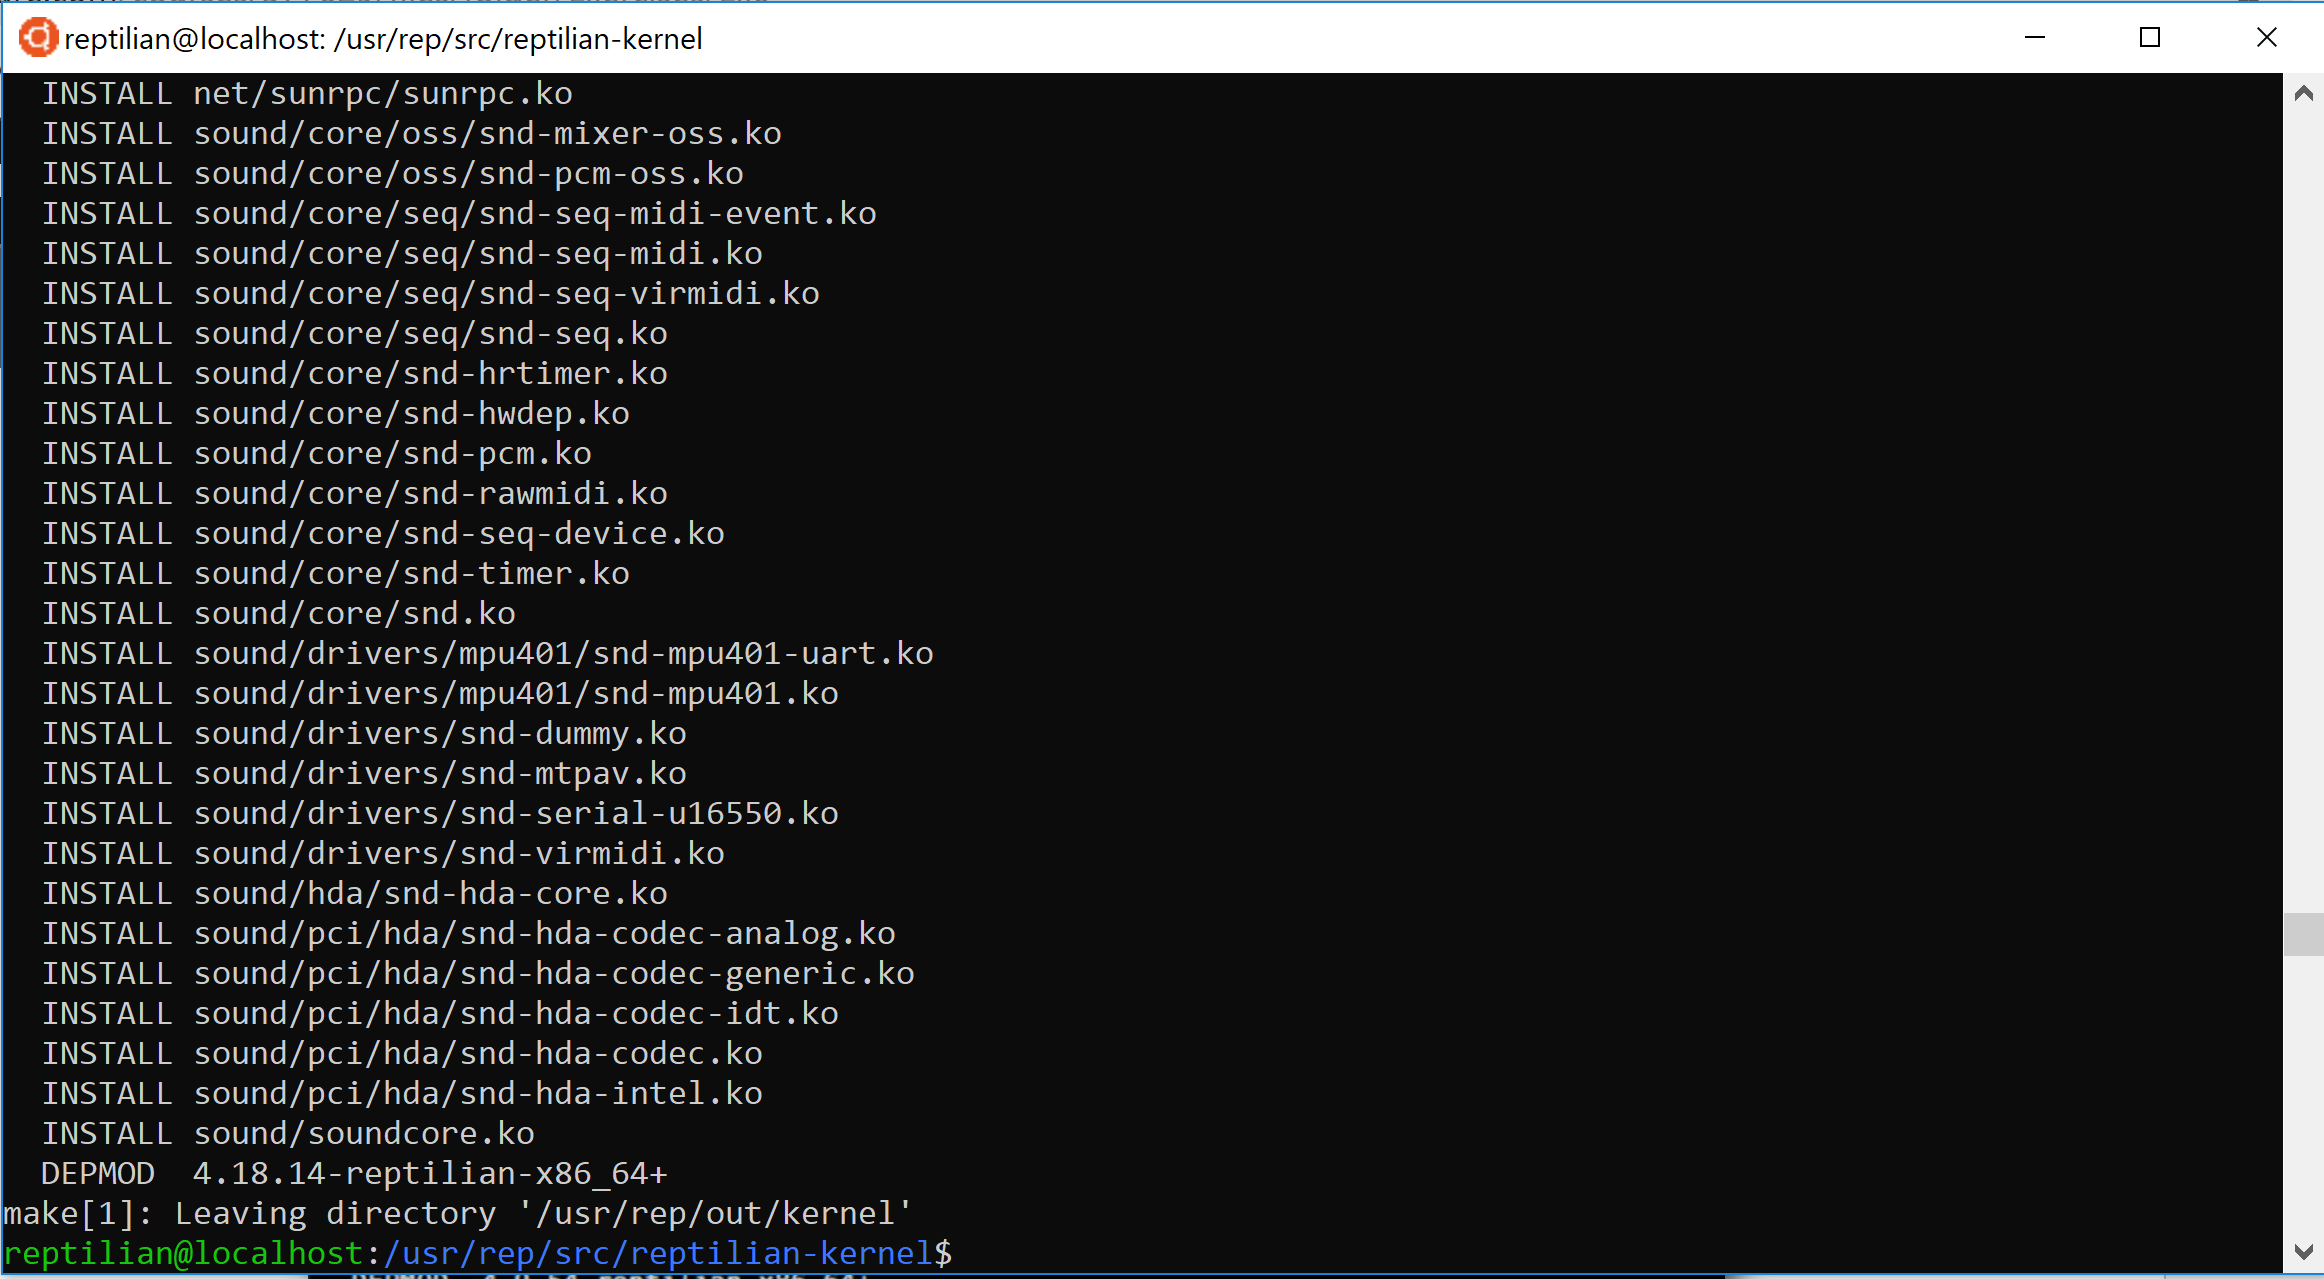 reptilian@localhost: /usr/rep/src/reptilian-kernel
INSTALL net/sunrpc/sunrpc.ko
INSTALL sound/core/oss/snd-mixer-oss.ko
INSTALL sound/core/oss/snd-pcm-oss.ko
INSTALL sound/core/seq/snd-seq-midi-event.ko
INSTALL sound/core/seq/snd-seq-midi.ko
INSTALL sound/core/seq/snd-seq-virmidi.ko
INSTALL sound/core/seq/snd-seq.ko
INSTALL sound/core/snd-hrtimer.ko
INSTALL sound/core/snd-hwdep.ko
INSTALL sound/core/snd-pcm.ko
INSTALL sound/core/snd-rawmidi.ko
INSTALL sound/core/snd-seq-device.ko
INSTALL sound/core/snd-timer.ko
INSTALL sound/core/snd.ko
INSTALL sound/drivers/mpu401/snd-mpu401-uart.ko
INSTALL sound/drivers/mpu401/snd-mpu401.ko
INSTALL sound/drivers/snd-dummy.ko
INSTALL sound/drivers/snd-mtpav.ko
INSTALL sound/drivers/snd-serial-u16550.ko
INSTALL sound/drivers/snd-virmidi.ko
INSTALL sound/hda/snd-hda-core.ko
INSTALL sound/pci/hda/snd-hda-codec-analog.ko
INSTALL sound/pci/hda/snd-hda-codec-generic.ko
INSTALL sound/pci/hda/snd-hda-codec-idt.ko
INSTALL sound/pci/hda/snd-hda-codec.ko
INSTALL sound/pci/hda/snd-hda-intel.ko
INSTALL sound/soundcore.ko
DEPMOD  4.18.14-reptilian-x86_64+
make[1]: Leaving directory '/usr/rep/out/kernel'
reptilian@localhost:/usr/rep/src/reptilian-kernel$